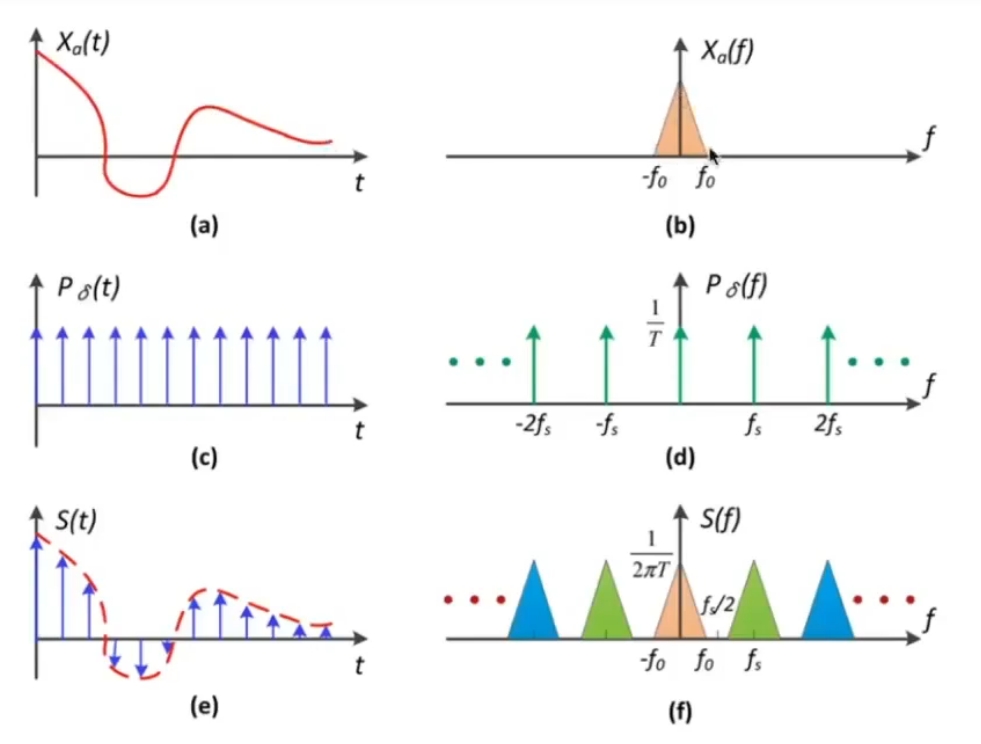 Xₐ(t)
t
(a)
Xₐ(f)
f
-f₀ f₀
(b)
P δ(t)
t
(c)
P δ(f)
1/T
f
-2fₛ -fₛ fₛ 2fₛ
(d)
S(t)
t
(e)
S(f)
1/2πT
fₛ/2
f
-f₀ f₀ fₛ
(f)